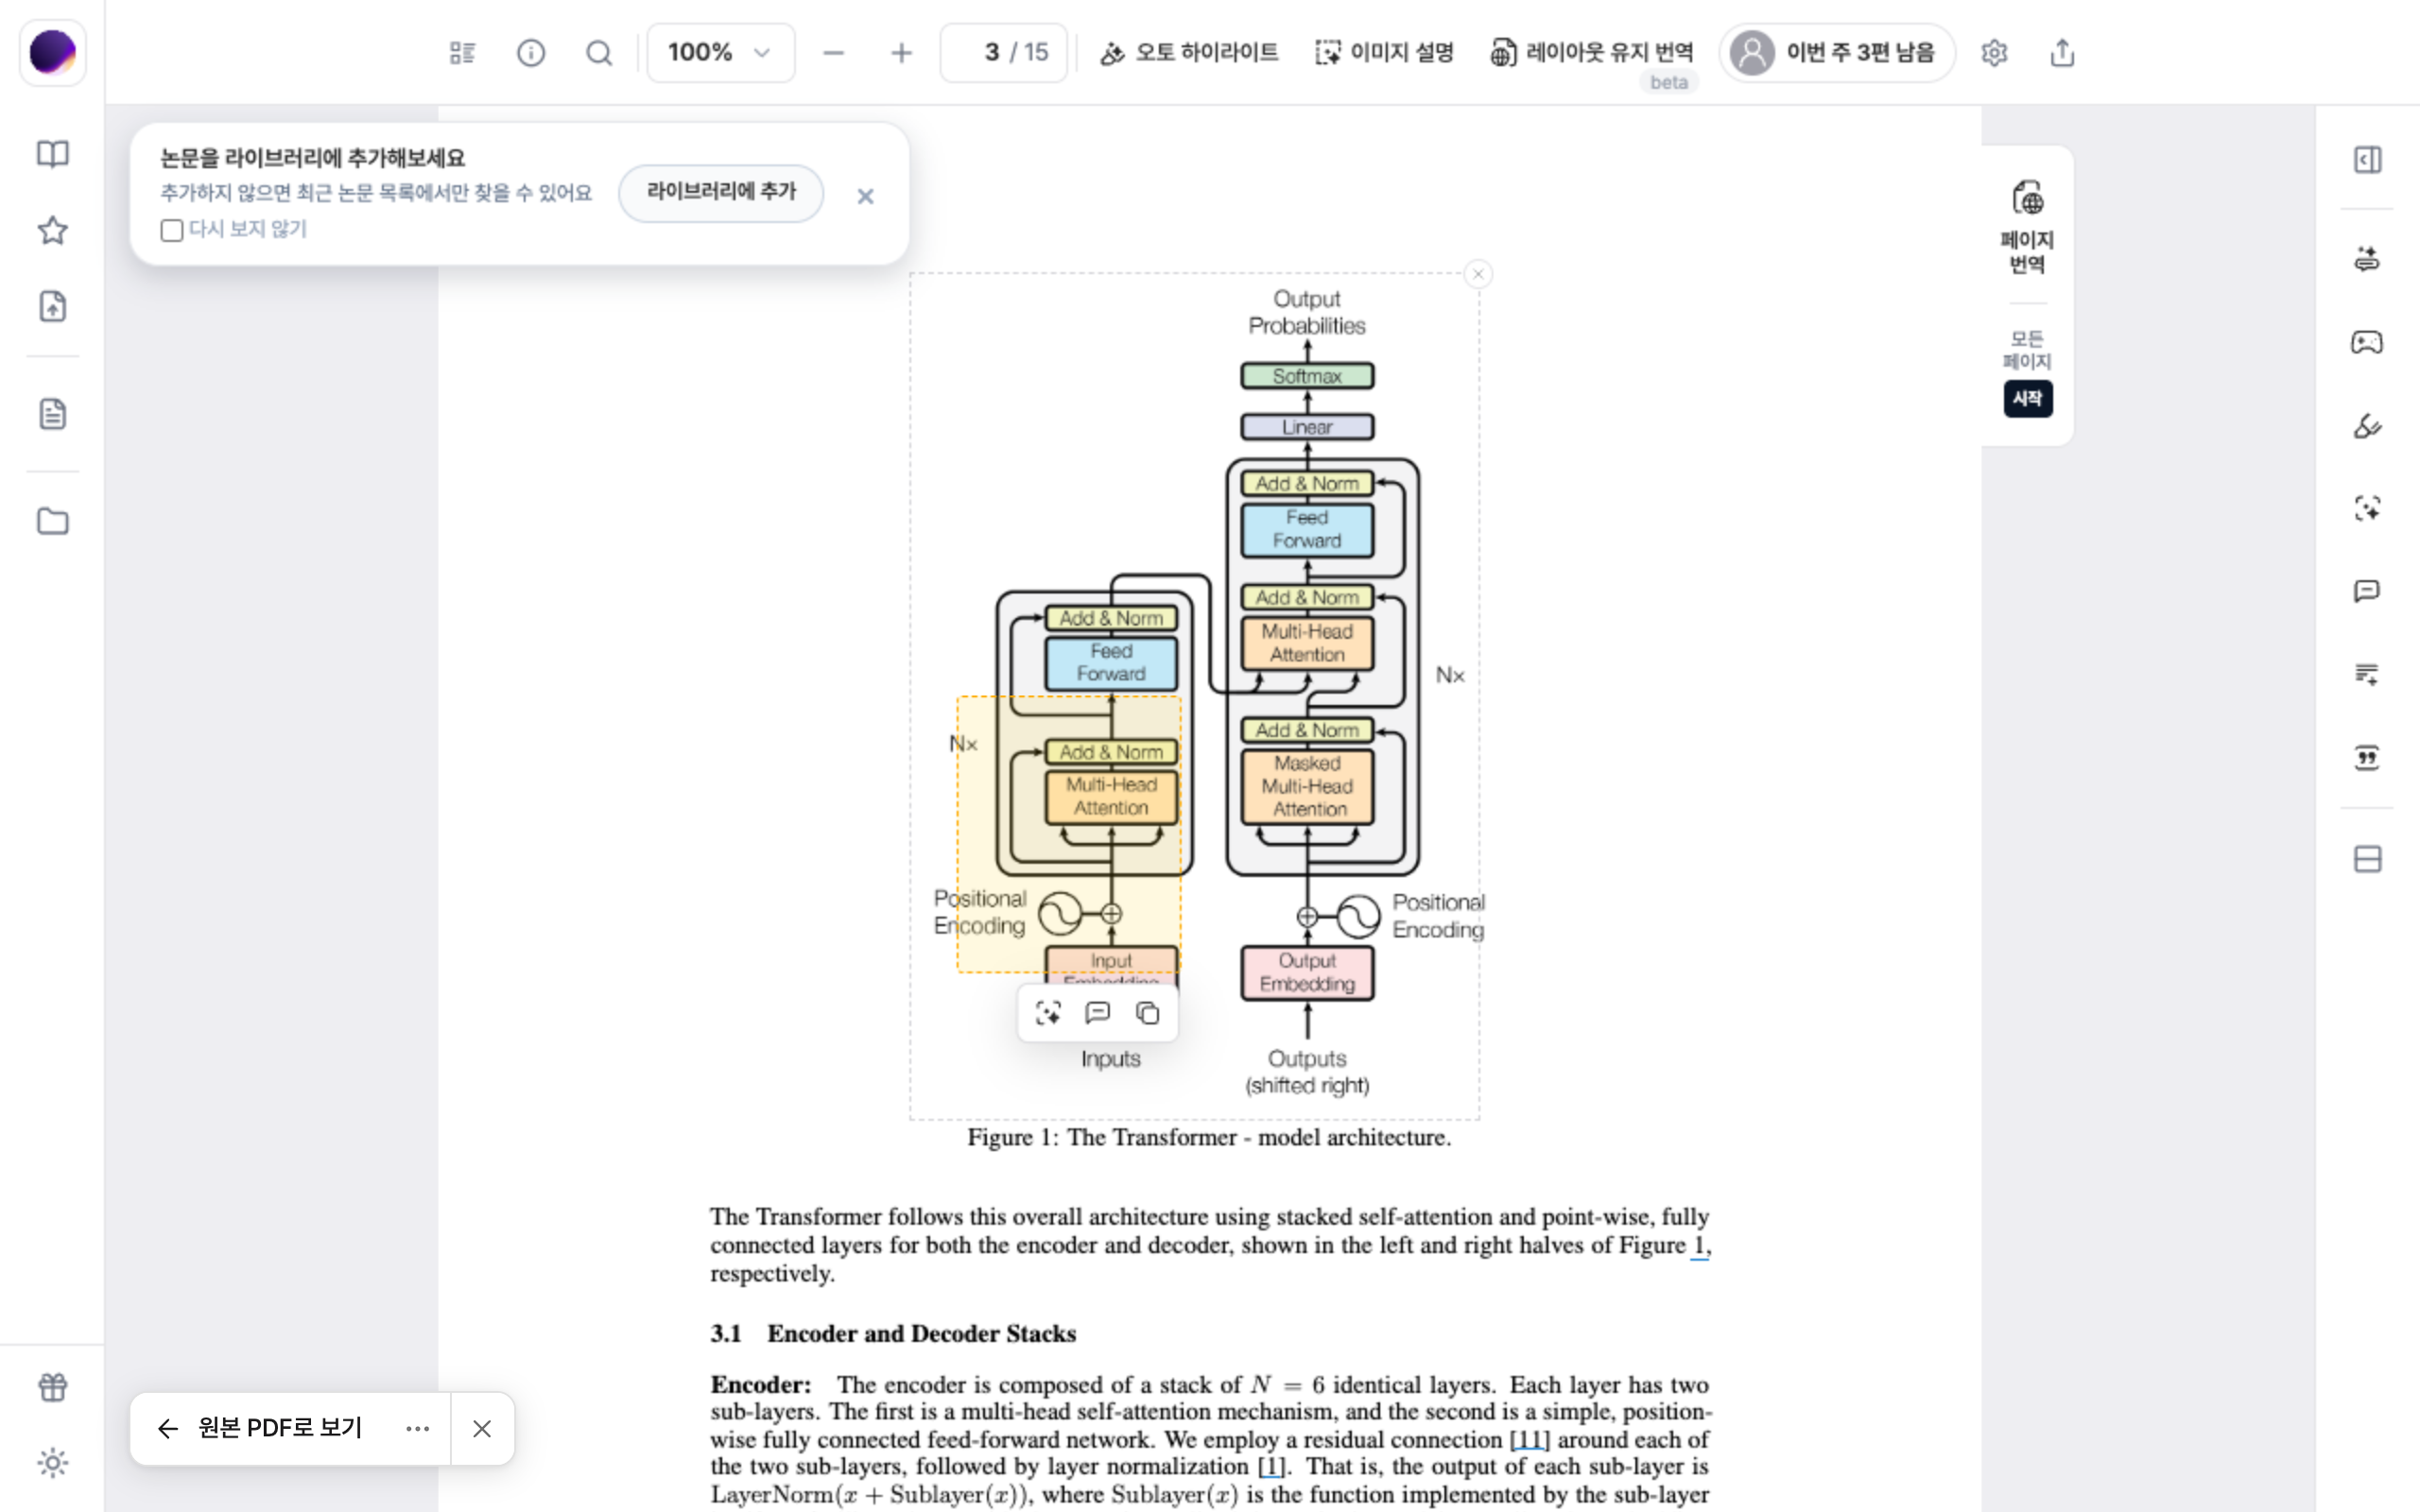 100%
3 / 15
오토 하이라이트
이미지 설명
레이아웃 유지 번역
beta
이번 주 3편 남음
논문을 라이브러리에 추가해보세요
추가하지 않으면 최근 논문 목록에서만 찾을 수 있어요
다시 보지 않기
라이브러리에 추가
페이지
번역
모든
페이지
시작
Output
Probabilities
Softmax
Linear
Add & Norm
Feed
Forward
Add & Norm
Multi-Head
Attention
Nx
Add & Norm
Masked
Multi-Head
Attention
Positional
Encoding
Output
Embedding
Outputs
(shifted right)
Add & Norm
Feed
Forward
Nx
Add & Norm
Multi-Head
Attention
Positional
Encoding
Input
Embedding
Inputs
Figure 1: The Transformer - model architecture.
The Transformer follows this overall architecture using stacked self-attention and point-wise, fully
connected layers for both the encoder and decoder, shown in the left and right halves of Figure 1,
respectively.
3.1 Encoder and Decoder Stacks
Encoder: The encoder is composed of a stack of N = 6 identical layers. Each layer has two
sub-layers. The first is a multi-head self-attention mechanism, and the second is a simple, position-
wise fully connected feed-forward network. We employ a residual connection [11] around each of
the two sub-layers, followed by layer normalization [1]. That is, the output of each sub-layer is
LayerNorm(x + Sublayer(x)), where Sublayer(x) is the function implemented by the sub-layer
원본 PDF로 보기